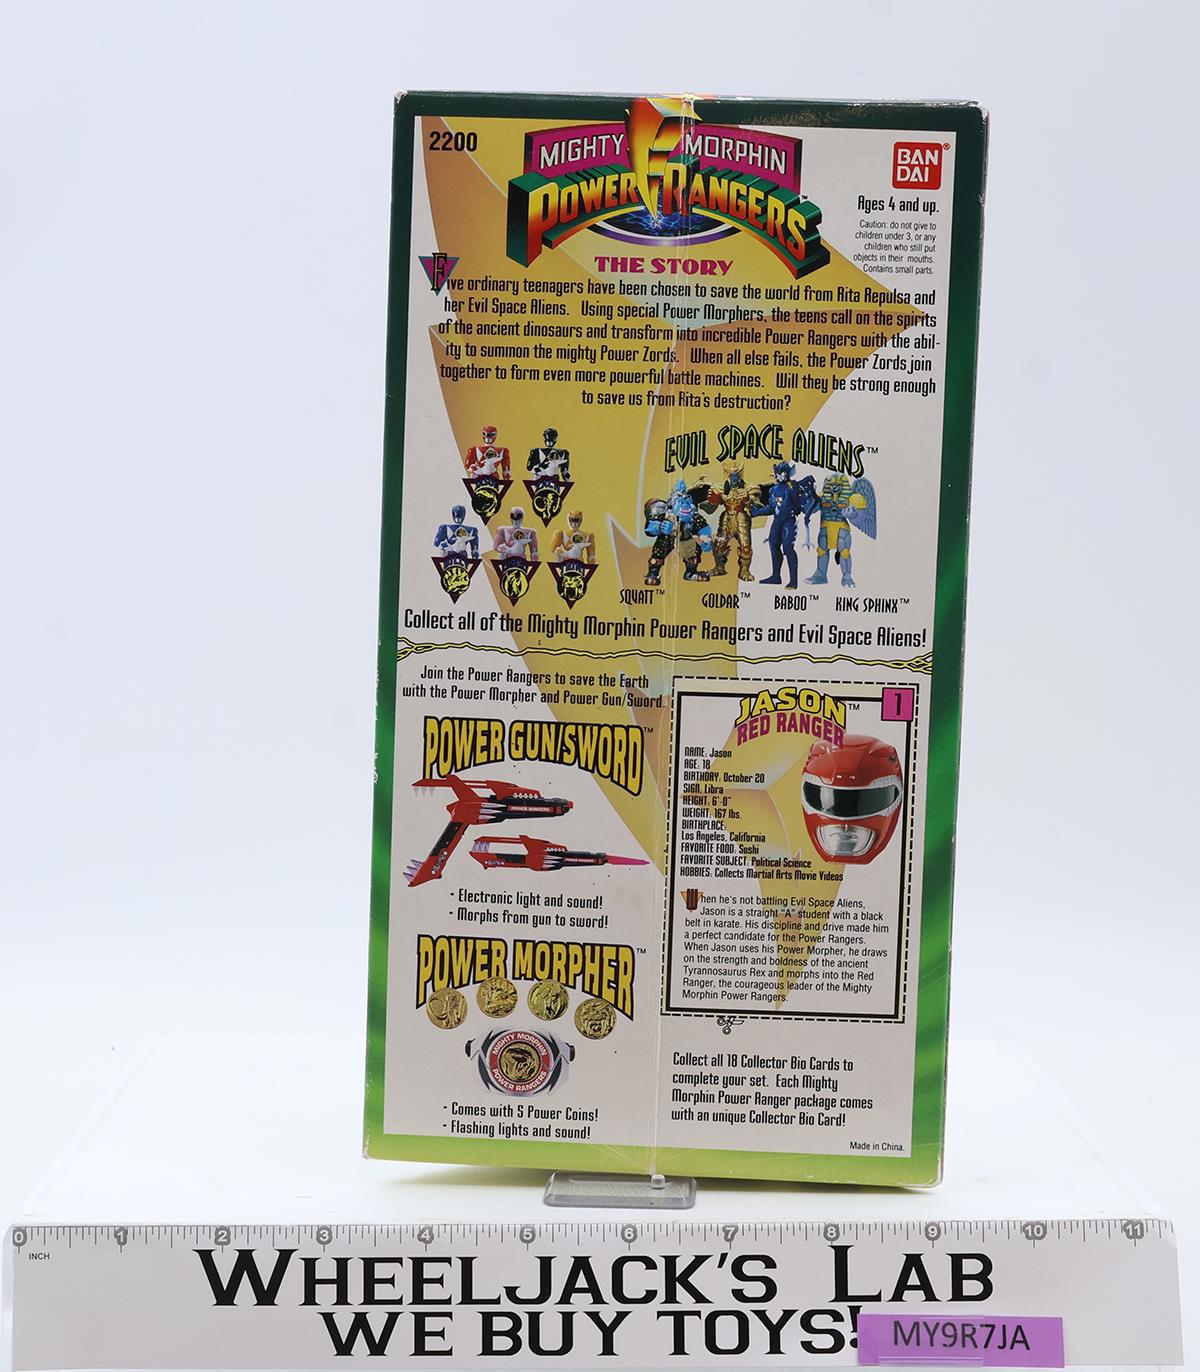 2200
MIGHTY MORPHIN
POWER RANGERS™
BAN
DAI®
Ages 4 and up.
Caution: do not give to
children under 3, or any
children who still put
objects in their mouths.
Contains small parts.
THE STORY
Five ordinary teenagers have been chosen to save the world from Rita Repulsa and
her Evil Space Aliens. Using special Power Morphers, the teens call on the spirits
of the ancient dinosaurs and transform into incredible Power Rangers with the abil-
ity to summon the mighty Power Zords. When all else fails, the Power Zords join
together to form even more powerful battle machines. Will they be strong enough
to save us from Rita's destruction?
EVIL SPACE ALIENS™
SQUATT™
GOLDAR™
BABOO™
KING SPHINX™
Collect all of the Mighty Morphin Power Rangers and Evil Space Aliens!
Join the Power Rangers to save the Earth
with the Power Morpher and Power Gun/Sword.
POWER GUN/SWORD™
POWER RANGERS
- Electronic light and sound!
- Morphs from gun to sword!
POWER MORPHER™
MIGHTY MORPHIN
POWER RANGERS
- Comes with 5 Power Coins!
- Flashing lights and sound!
1
JASON™
RED RANGER
NAME: Jason
AGE: 18
BIRTHDAY: October 20
SIGN: Libra
HEIGHT: 6'-0"
WEIGHT: 167 lbs.
BIRTHPLACE:
Los Angeles, California
FAVORITE FOOD: Sushi
FAVORITE SUBJECT: Political Science
HOBBIES: Collects Martial Arts Movie Videos
When he's not battling Evil Space Aliens,
Jason is a straight "A" student with a black
belt in karate. His discipline and drive made him
a perfect candidate for the Power Rangers.
When Jason uses his Power Morpher, he draws
on the strength and boldness of the ancient
Tyrannosaurus Rex and morphs into the Red
Ranger, the courageous leader of the Mighty
Morphin Power Rangers.
Collect all 18 Collector Bio Cards to
complete your set. Each Mighty
Morphin Power Ranger package comes
with an unique Collector Bio Card!
Made in China.
0 1 2 3 4 5 6 7 8 9 10 11
INCH
WHEELJACK'S LAB
WE BUY TOYS!
MY9R7JA